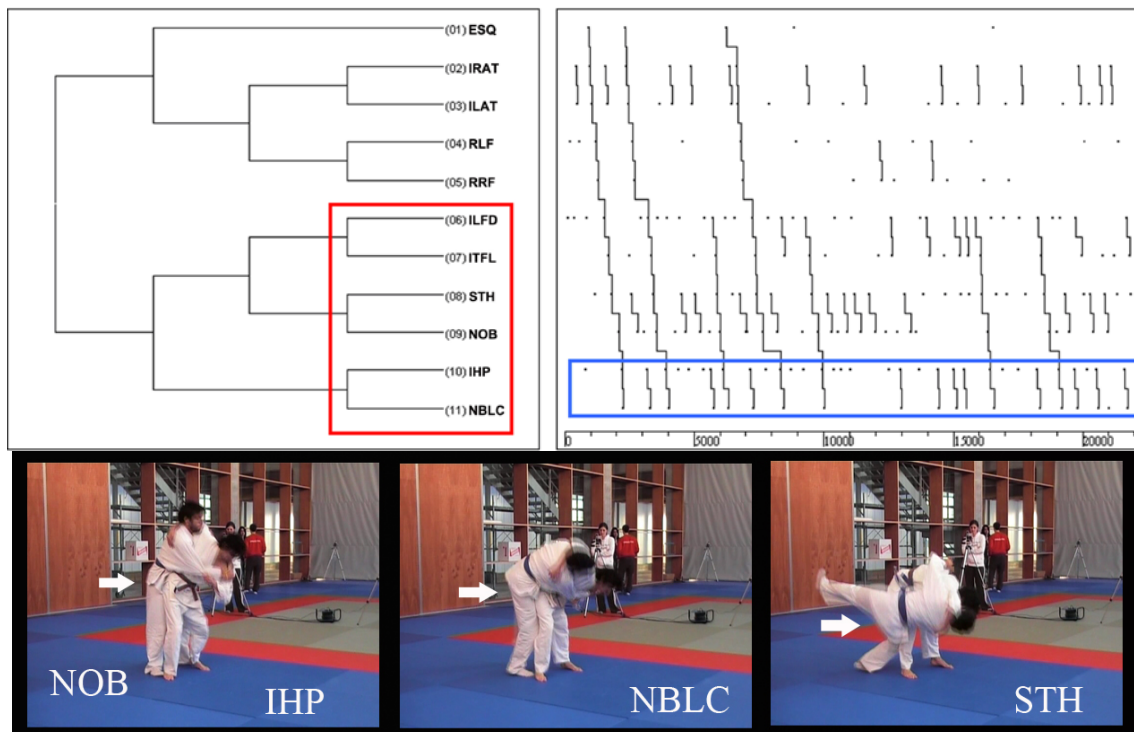 (01) ESQ
(02) IRAT
(03) ILAT
(04) RLF
(05) RRF
(06) ILFD
(07) ITFL
(08) STH
(09) NOB
(10) IHP
(11) NBLC
0 5000 10000 15000 20000
NOB
IHP
NBLC
STH